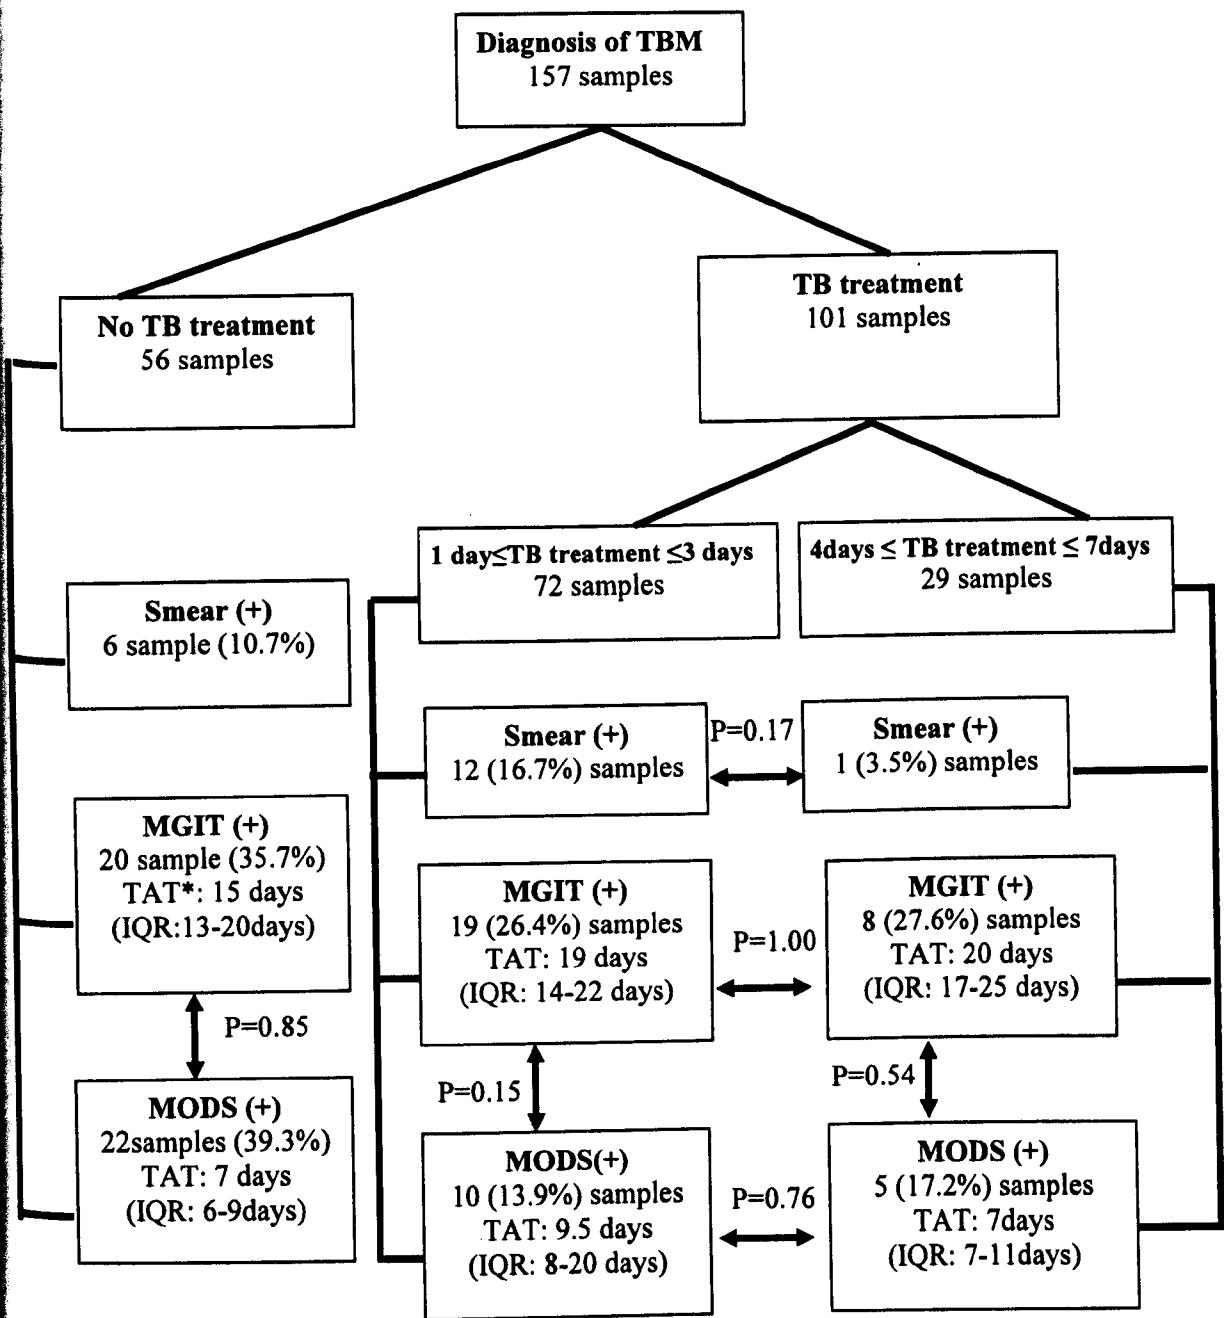 Diagnosis of TBM
157 samples
No TB treatment
56 samples
TB treatment
101 samples
1 day≤TB treatment ≤3 days
72 samples
4days ≤ TB treatment ≤ 7days
29 samples
Smear (+)
6 sample (10.7%)
MGIT (+)
20 sample (35.7%)
TAT*: 15 days
(IQR:13-20days)
P=0.85
MODS (+)
22samples (39.3%)
TAT: 7 days
(IQR: 6-9days)
Smear (+)
12 (16.7%) samples
P=0.17
Smear (+)
1 (3.5%) samples
MGIT (+)
19 (26.4%) samples
TAT: 19 days
(IQR: 14-22 days)
P=1.00
MGIT (+)
8 (27.6%) samples
TAT: 20 days
(IQR: 17-25 days)
P=0.15
P=0.54
MODS(+)
10 (13.9%) samples
TAT: 9.5 days
(IQR: 8-20 days)
P=0.76
MODS (+)
5 (17.2%) samples
TAT: 7days
(IQR: 7-11days)